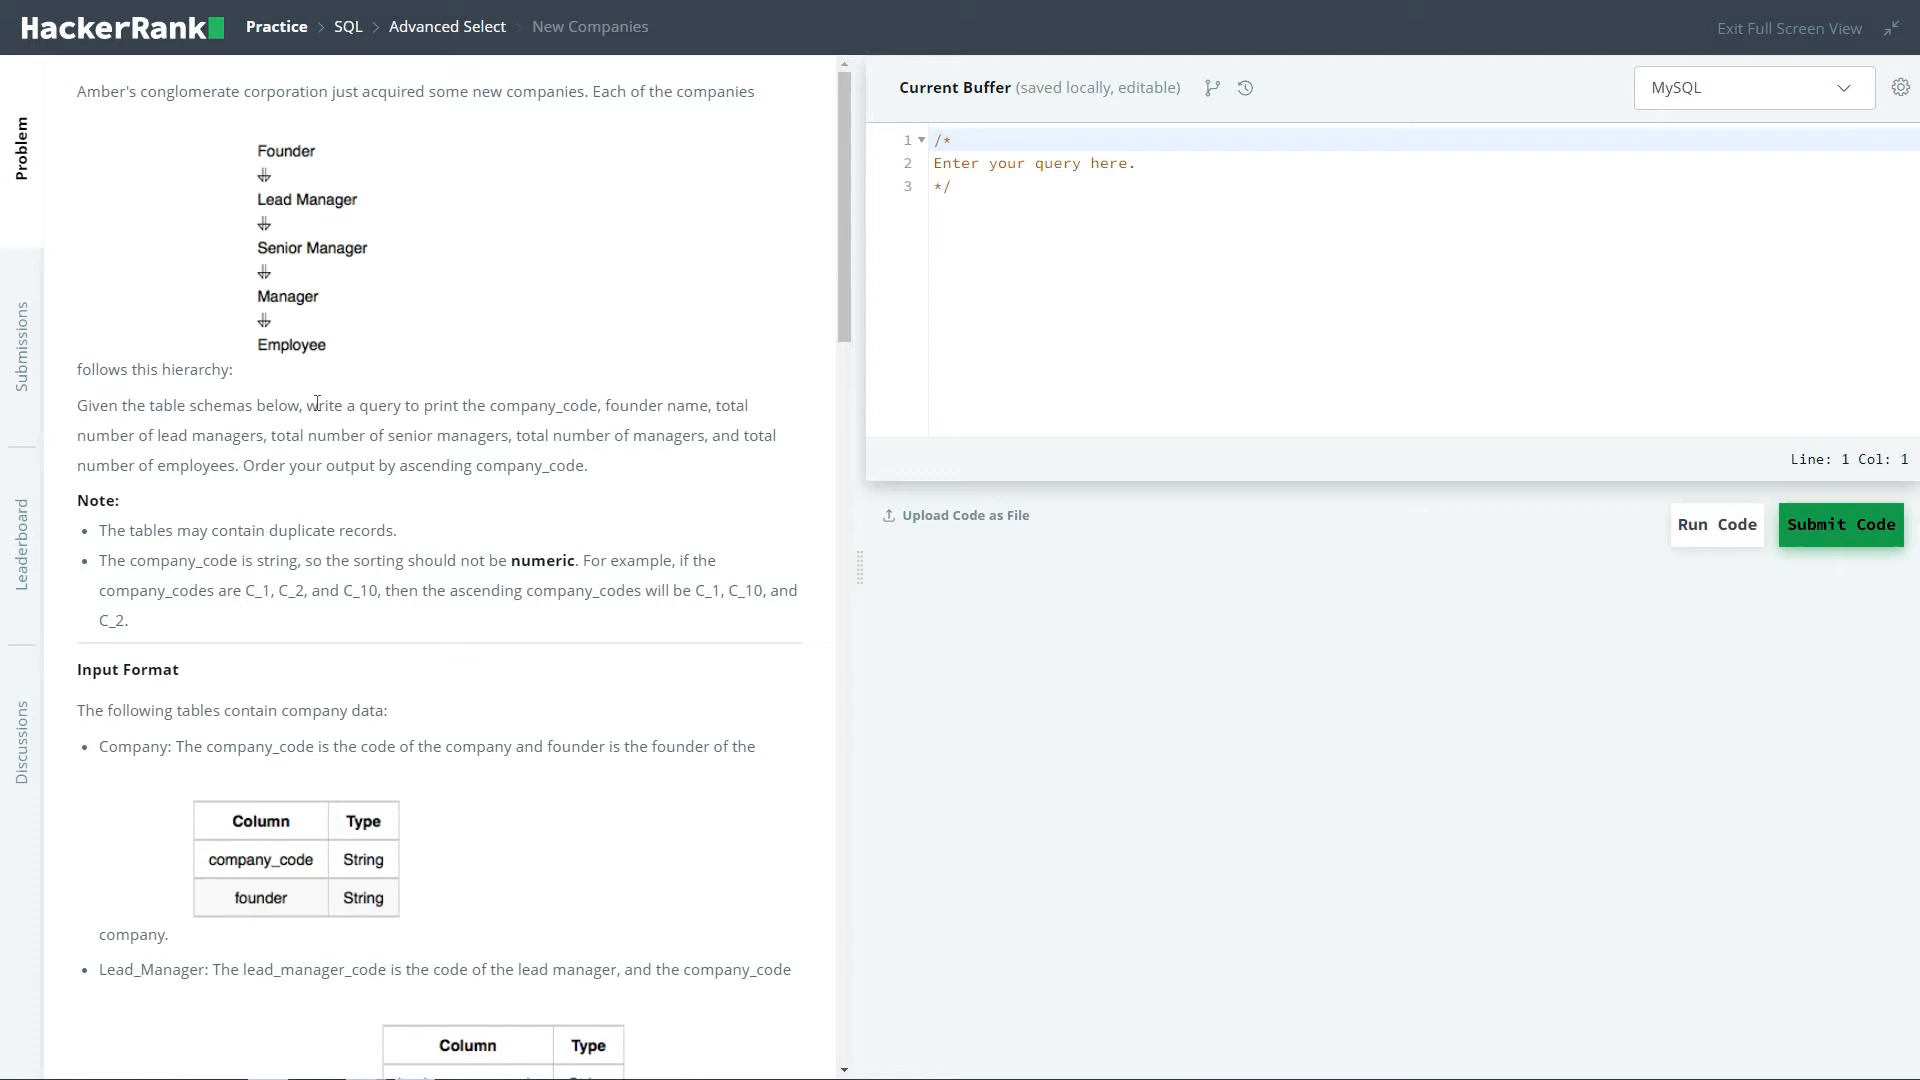 HackerRank
Practice > SQL > Advanced Select > New Companies
Exit Full Screen View
Problem
Submissions
Leaderboard
Discussions
Amber's conglomerate corporation just acquired some new companies. Each of the companies
Founder
Lead Manager
Senior Manager
Manager
Employee
follows this hierarchy:
Given the table schemas below, write a query to print the company_code, founder name, total
number of lead managers, total number of senior managers, total number of managers, and total
number of employees. Order your output by ascending company_code.
Note:
• The tables may contain duplicate records.
• The company_code is string, so the sorting should not be numeric. For example, if the
company_codes are C_1, C_2, and C_10, then the ascending company_codes will be C_1, C_10, and
C_2.
Input Format
The following tables contain company data:
• Company: The company_code is the code of the company and founder is the founder of the
Column Type
company_code String
founder String
company.
• Lead_Manager: The lead_manager_code is the code of the lead manager, and the company_code
Column Type
Current Buffer (saved locally, editable)
MySQL
1 /*
2 Enter your query here.
3 */
Line: 1 Col: 1
Upload Code as File
Run Code
Submit Code